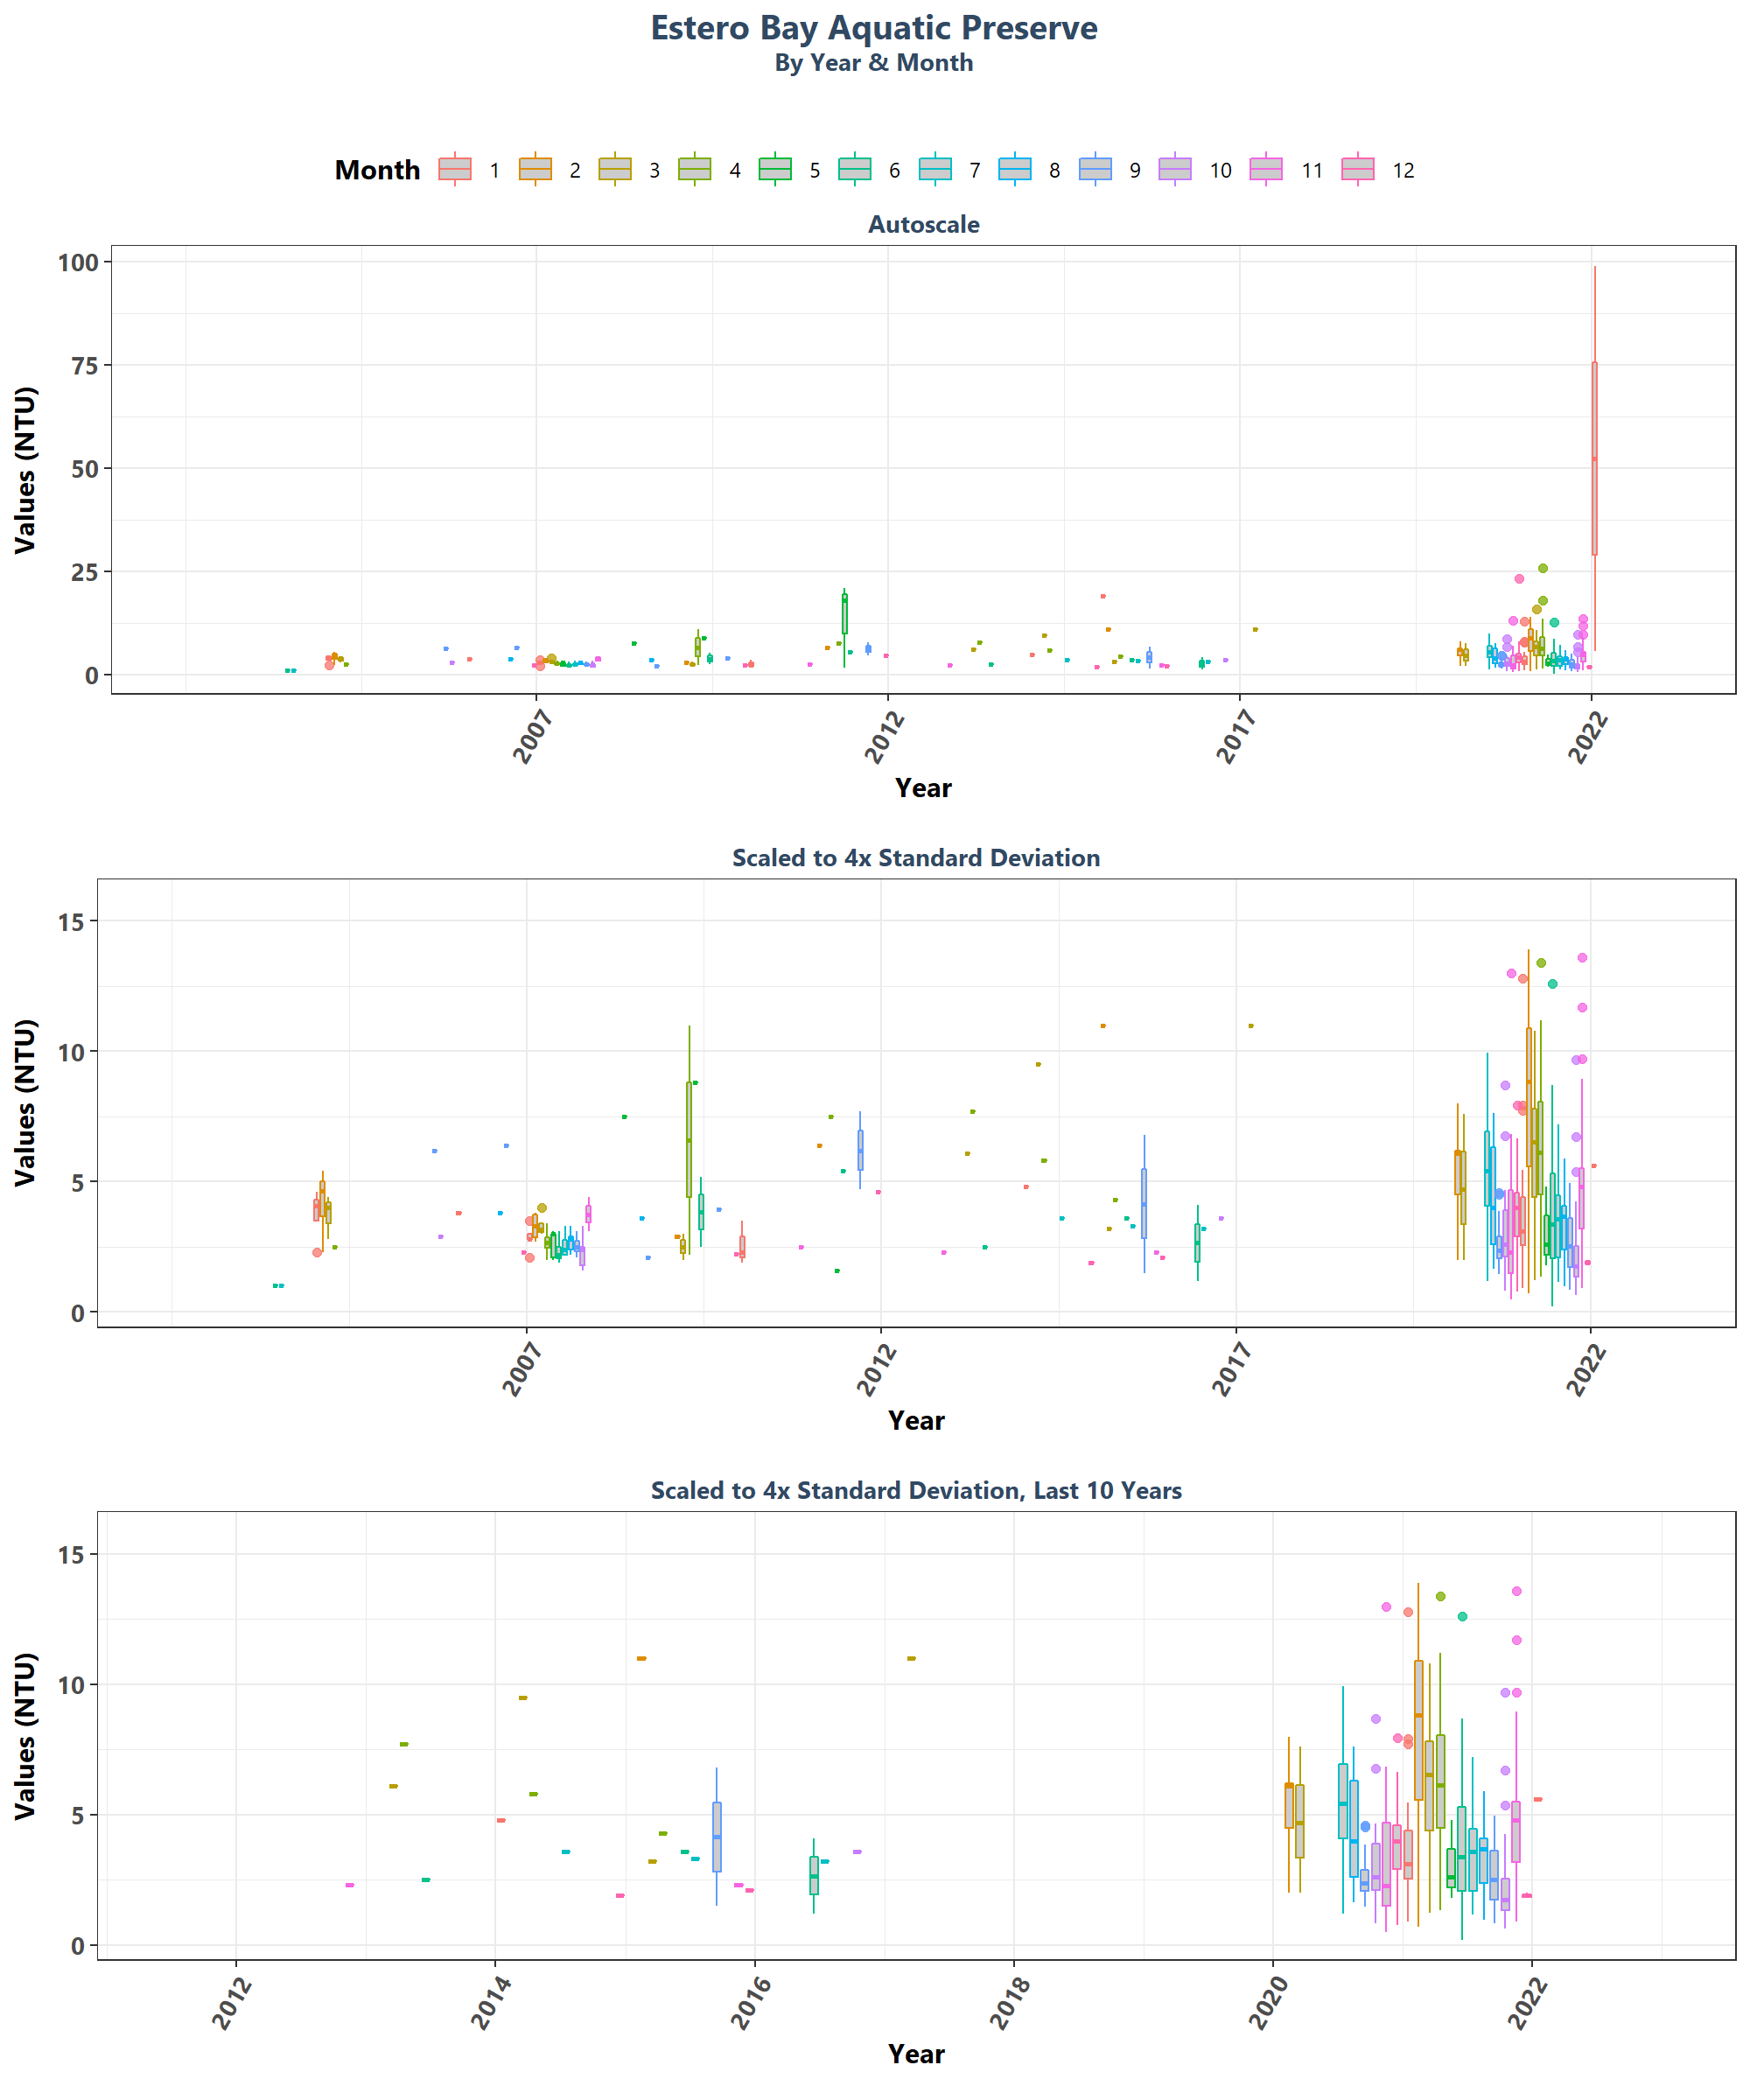 Estero Bay Aquatic Preserve
By Year & Month
Month 1 2 3 4 5 6 7 8 9 10 11 12
Autoscale
Values (NTU)
100
75
50
25
0
2007 2012 2017 2022
Year
Scaled to 4x Standard Deviation
Values (NTU)
15
10
5
0
2007 2012 2017 2022
Year
Scaled to 4x Standard Deviation, Last 10 Years
Values (NTU)
15
10
5
0
2012 2014 2016 2018 2020 2022
Year